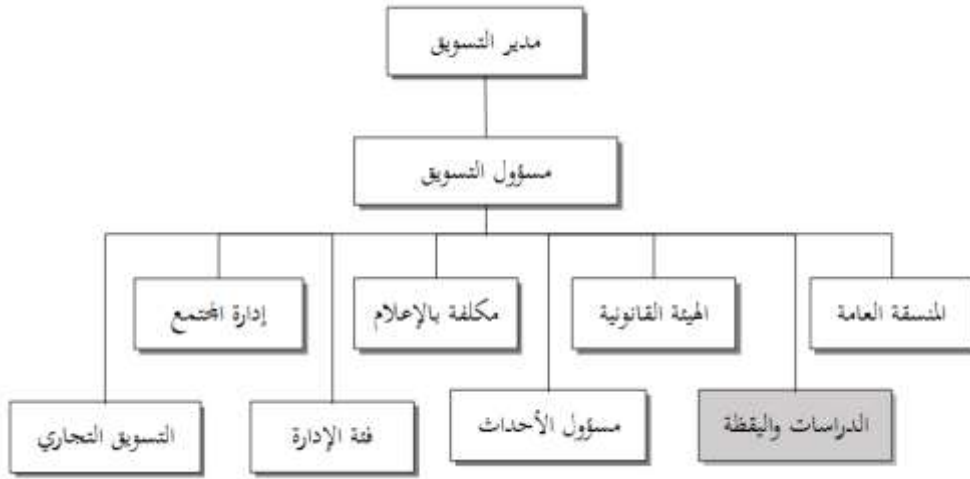 مدير التسويق
مسؤول التسويق
المنسقة العامة
الهيئة القانونية
مكلفة بالإعلام
إدارة المجتمع
الدراسات واليقظة
مسؤول الأحداث
فئة الإدارة
التسويق التجاري